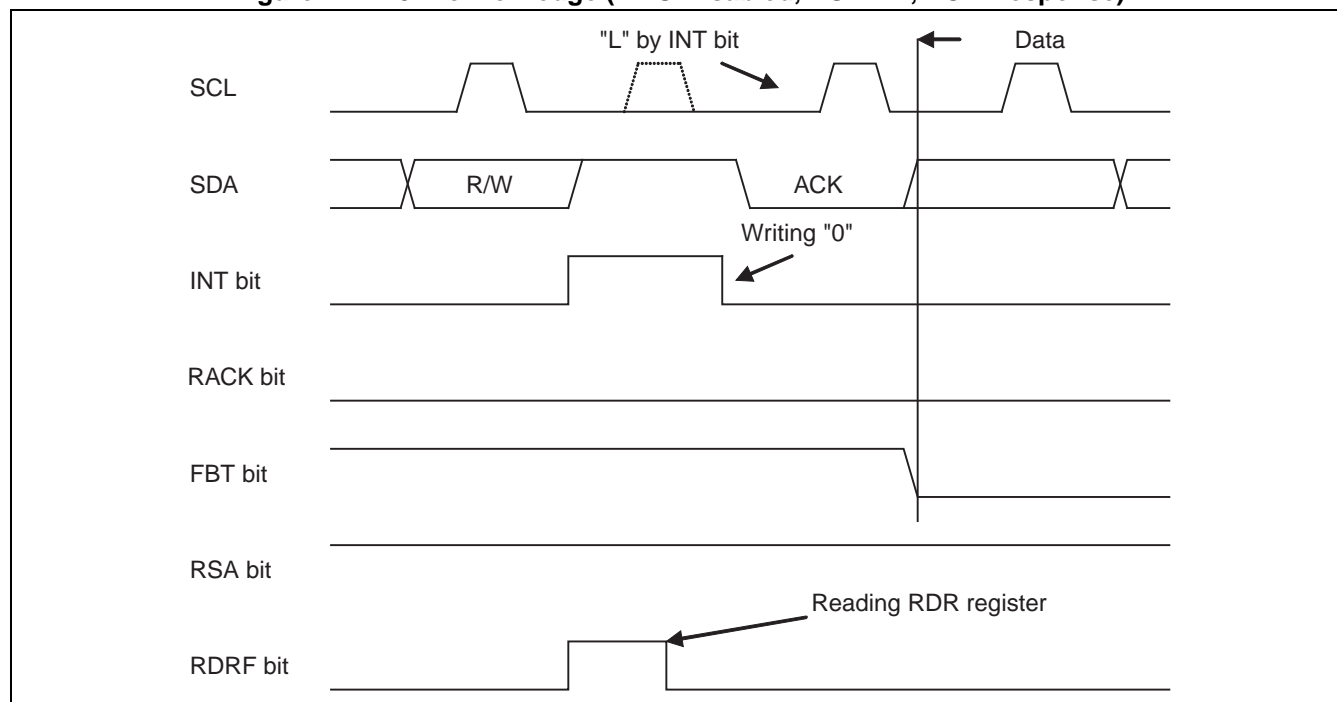 "L" by INT bit
Data
SCL
SDA
R/W
ACK
Writing "0"
INT bit
RACK bit
FBT bit
RSA bit
Reading RDR register
RDRF bit